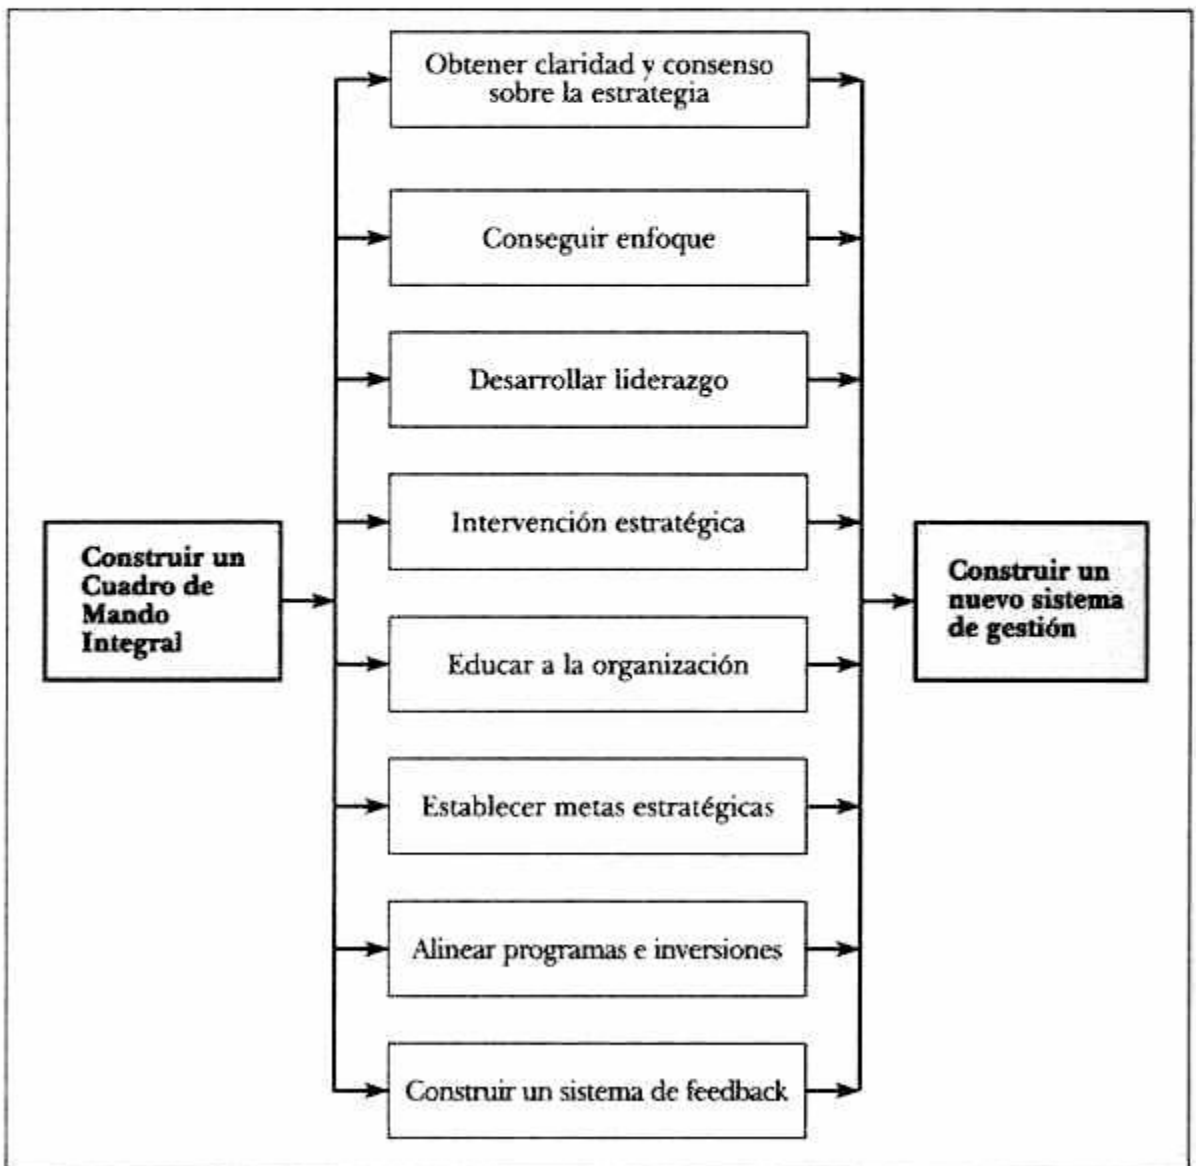 Obtener claridad y consenso
sobre la estrategia
Conseguir enfoque
Desarrollar liderazgo
Intervención estratégica
Construir un
Cuadro de
Mando
Integral
Educar a la organización
Construir un
nuevo sistema
de gestión
Establecer metas estratégicas
Alinear programas e inversiones
Construir un sistema de feedback